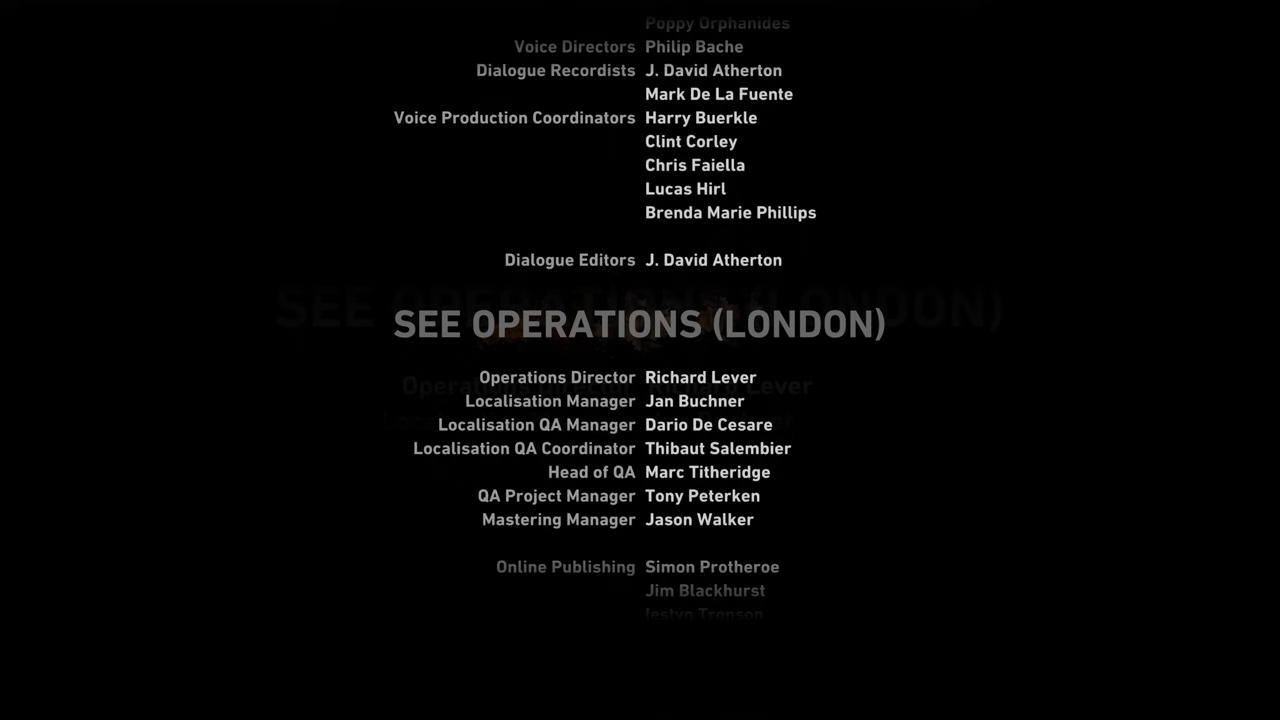 Poppy Orphanides
Voice Directors Philip Bache
Dialogue Recordists J. David Atherton
Mark De La Fuente
Voice Production Coordinators Harry Buerkle
Clint Corley
Chris Faiella
Lucas Hirl
Brenda Marie Phillips
Dialogue Editors J. David Atherton
SEE OPERATIONS (LONDON)
Operations Director Richard Lever
Localisation Manager Jan Buchner
Localisation QA Manager Dario De Cesare
Localisation QA Coordinator Thibaut Salembier
Head of QA Marc Titheridge
QA Project Manager Tony Peterken
Mastering Manager Jason Walker
Online Publishing Simon Protheroe
Jim Blackhurst
Iestyn Tronson